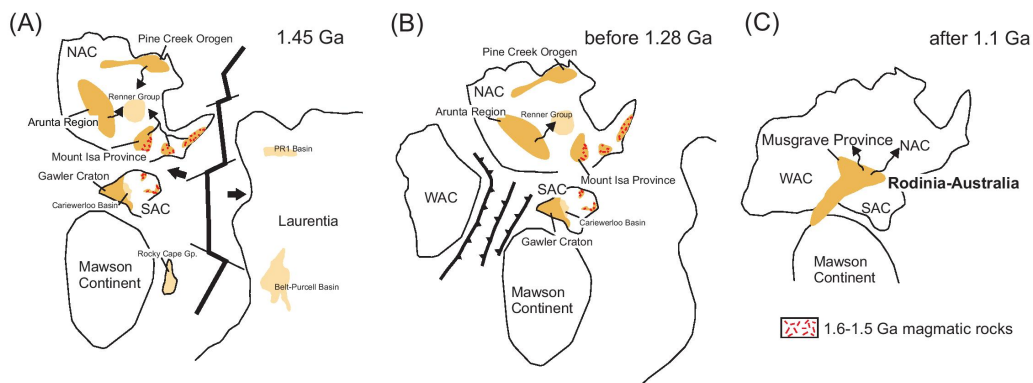 (A)
1.45 Ga
NAC
Pine Creek Orogen
Renner Group
Arunta Region
Mount Isa Province
Gawler Craton
Cariewerloo Basin
SAC
PR1 Basin
Laurentia
Rocky Cape Gp.
Mawson
Continent
Belt-Purcell Basin
(B)
before 1.28 Ga
Pine Creek Orogen
NAC
Arunta Region
Renner Group
Mount Isa Province
WAC
SAC
Cariewerloo Basin
Gawler Craton
Mawson
Continent
(C)
after 1.1 Ga
Musgrave Province
NAC
WAC
Rodinia-Australia
SAC
Mawson
Continent
1.6-1.5 Ga magmatic rocks